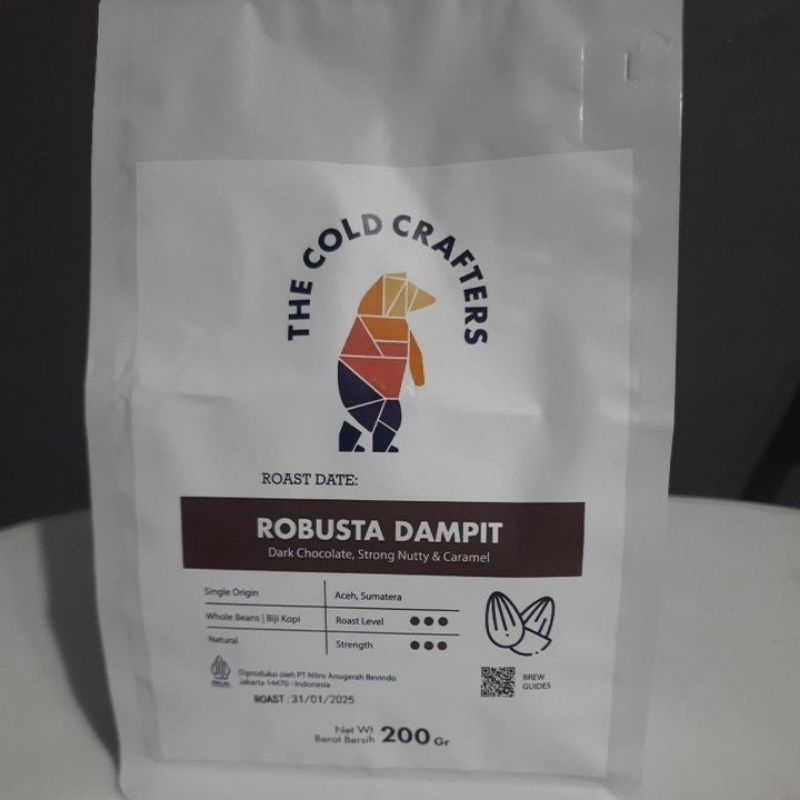 THE COLD CRAFTERS
ROAST DATE:
ROBUSTA DAMPIT
Dark Chocolate, Strong Nutty & Caramel
Single Origin
Aceh, Sumatera
Whole Beans | Biji Kopi
Roast Level
Natural
Strength
Diproduksi oleh PT Nitro Anugerah Bevindo
Jakarta 14470 - Indonesia
BREW
GUIDES
ROAST : 31/01/2025
Net Wt
Berat Bersih
200 Gr